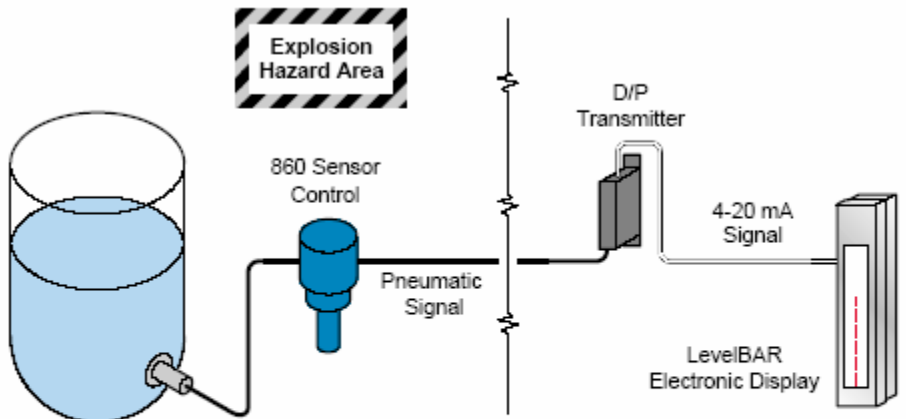 Explosion
Hazard Area
D/P
Transmitter
860 Sensor
Control
4-20 mA
Signal
Pneumatic
Signal
LevelBAR
Electronic Display